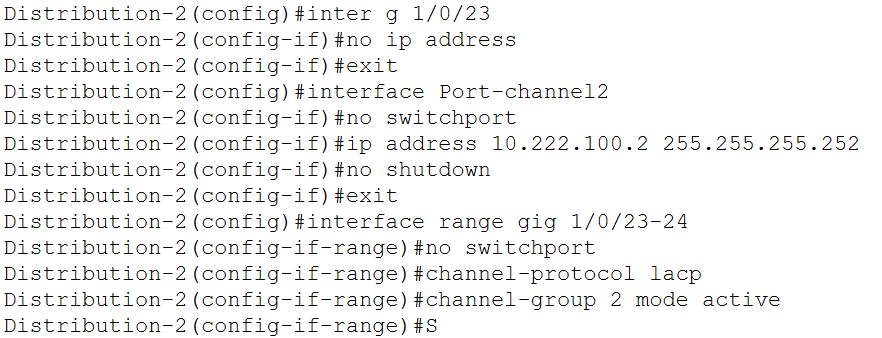 Distribution-2(config)#inter g 1/0/23
Distribution-2(config-if)#no ip address
Distribution-2(config-if)#exit
Distribution-2(config)#interface Port-channel2
Distribution-2(config-if)#no switchport
Distribution-2(config-if)#ip address 10.222.100.2 255.255.255.252
Distribution-2(config-if)#no shutdown
Distribution-2(config-if)#exit
Distribution-2(config)#interface range gig 1/0/23-24
Distribution-2(config-if-range)#no switchport
Distribution-2(config-if-range)#channel-protocol lacp
Distribution-2(config-if-range)#channel-group 2 mode active
Distribution-2(config-if-range)#S